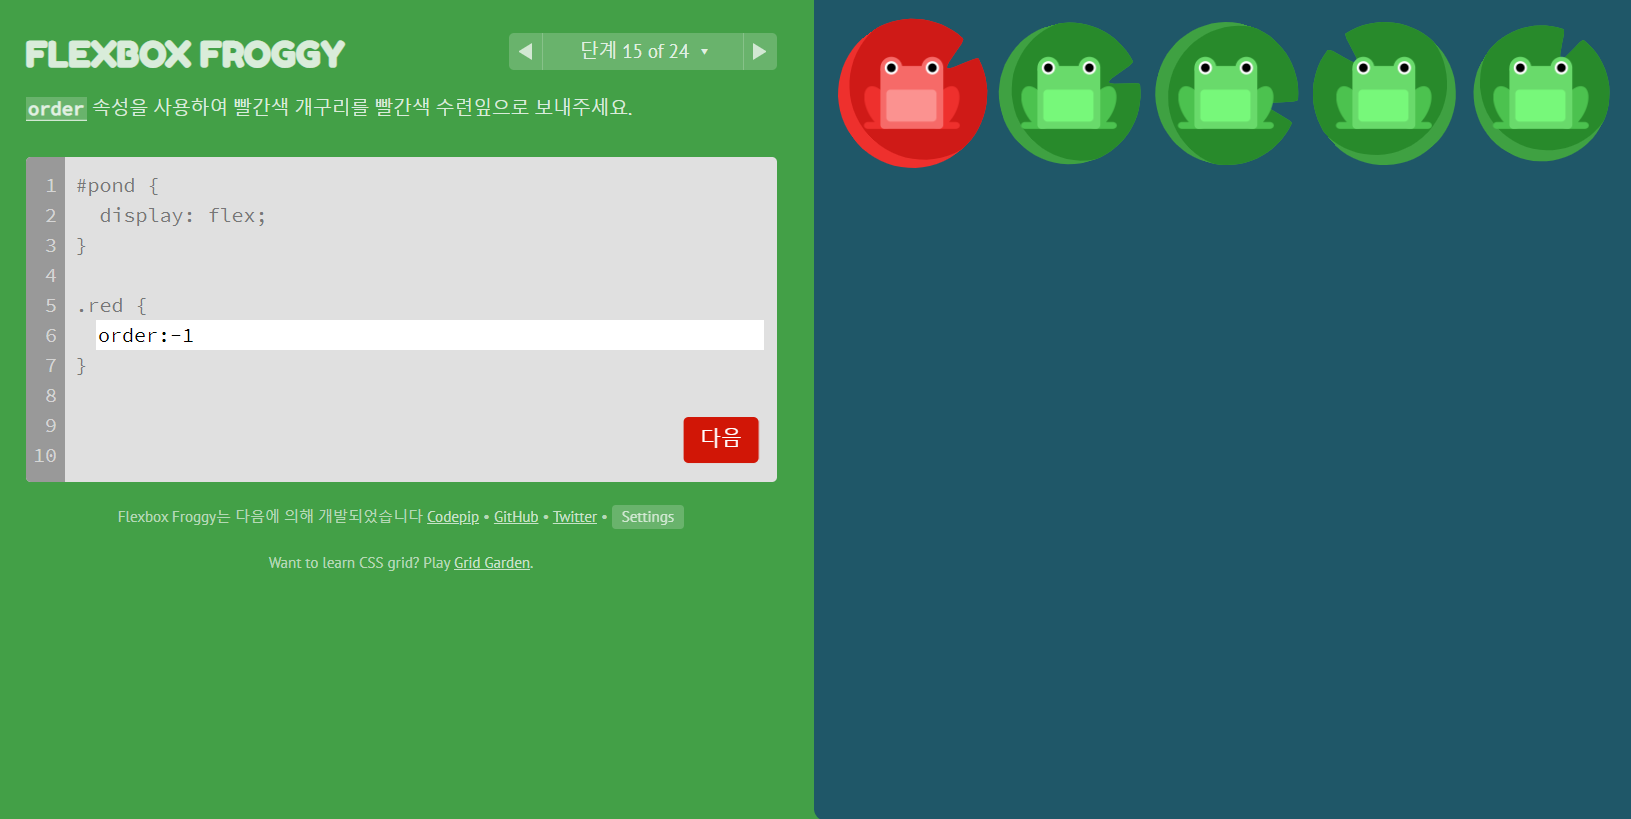 FLEXBOX FROGGY
단계 15 of 24
order 속성을 사용하여 빨간색 개구리를 빨간색 수련잎으로 보내주세요.
1 #pond {
2 display: flex;
3 }
4
5 .red {
6 order:-1
7 }
8
9
10
다음
Flexbox Froggy는 다음에 의해 개발되었습니다 Codepip • GitHub • Twitter • Settings
Want to learn CSS grid? Play Grid Garden.